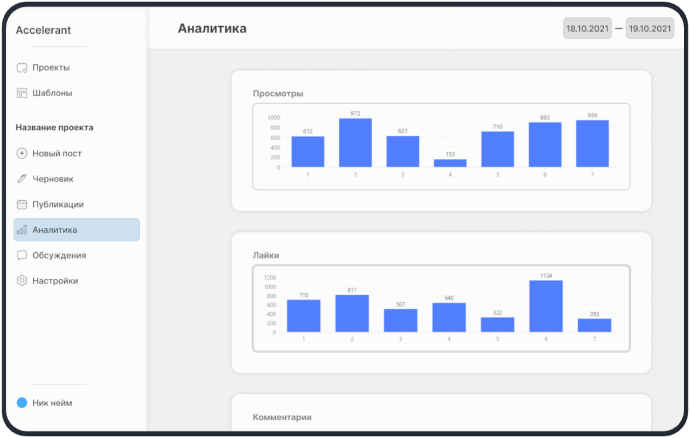 Accelerant
Проекты
Шаблоны
Название проекта
Новый пост
Черновик
Публикации
Аналитика
Обсуждения
Настройки
Ник нейм
Аналитика
18.10.2021 — 19.10.2021
Просмотры
1000
800
600
400
200
0
612 972 621 153 710 893 939
1 2 3 4 5 6 7
Лайки
1200
1000
800
600
400
200
0
710 817 507 640 322 1134 293
1 2 3 4 5 6 7
Комментарии